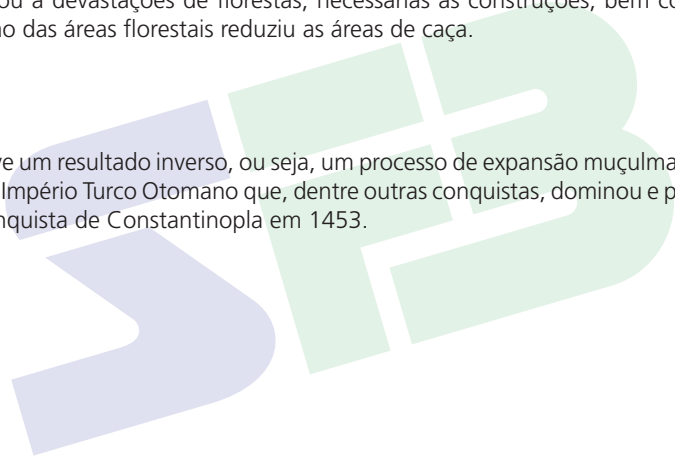 ou à devastações de florestas, necessárias às construções, bem co
o das áreas florestais reduziu as áreas de caça.
ve um resultado inverso, ou seja, um processo de expansão muçulma
Império Turco Otomano que, dentre outras conquistas, dominou e p
nquista de Constantinopla em 1453.
SFB